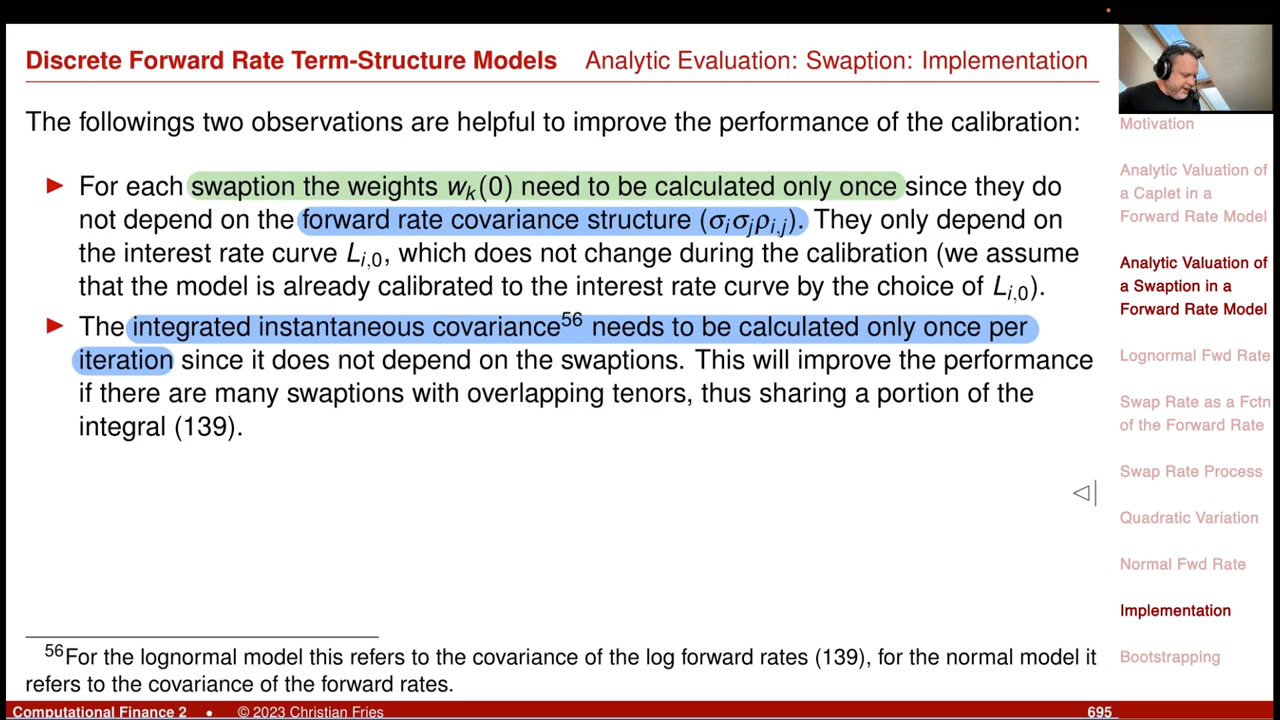 Discrete Forward Rate Term-Structure Models Analytic Evaluation: Swaption: Implementation
The followings two observations are helpful to improve the performance of the calibration:
► For each swaption the weights wₖ(0) need to be calculated only once since they do
not depend on the forward rate covariance structure (σᵢσⱼρᵢ,ⱼ). They only depend on
the interest rate curve Lᵢ,₀, which does not change during the calibration (we assume
that the model is already calibrated to the interest rate curve by the choice of Lᵢ,₀).
► The integrated instantaneous covariance⁵⁶ needs to be calculated only once per
iteration since it does not depend on the swaptions. This will improve the performance
if there are many swaptions with overlapping tenors, thus sharing a portion of the
integral (139).
⁵⁶For the lognormal model this refers to the covariance of the log forward rates (139), for the normal model it
refers to the covariance of the forward rates.
Computational Finance 2 • © 2023 Christian Fries 695
Motivation
Analytic Valuation of
a Caplet in a
Forward Rate Model
Analytic Valuation of
a Swaption in a
Forward Rate Model
Lognormal Fwd Rate
Swap Rate as a Fctn
of the Forward Rate
Swap Rate Process
Quadratic Variation
Normal Fwd Rate
Implementation
Bootstrapping